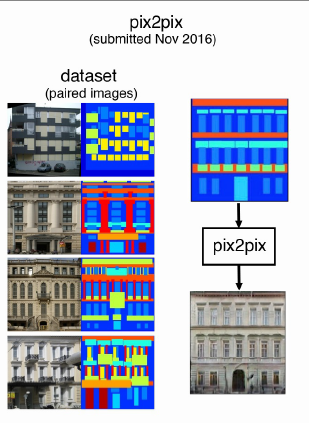 pix2pix
(submitted Nov 2016)
dataset
(paired images)
pix2pix